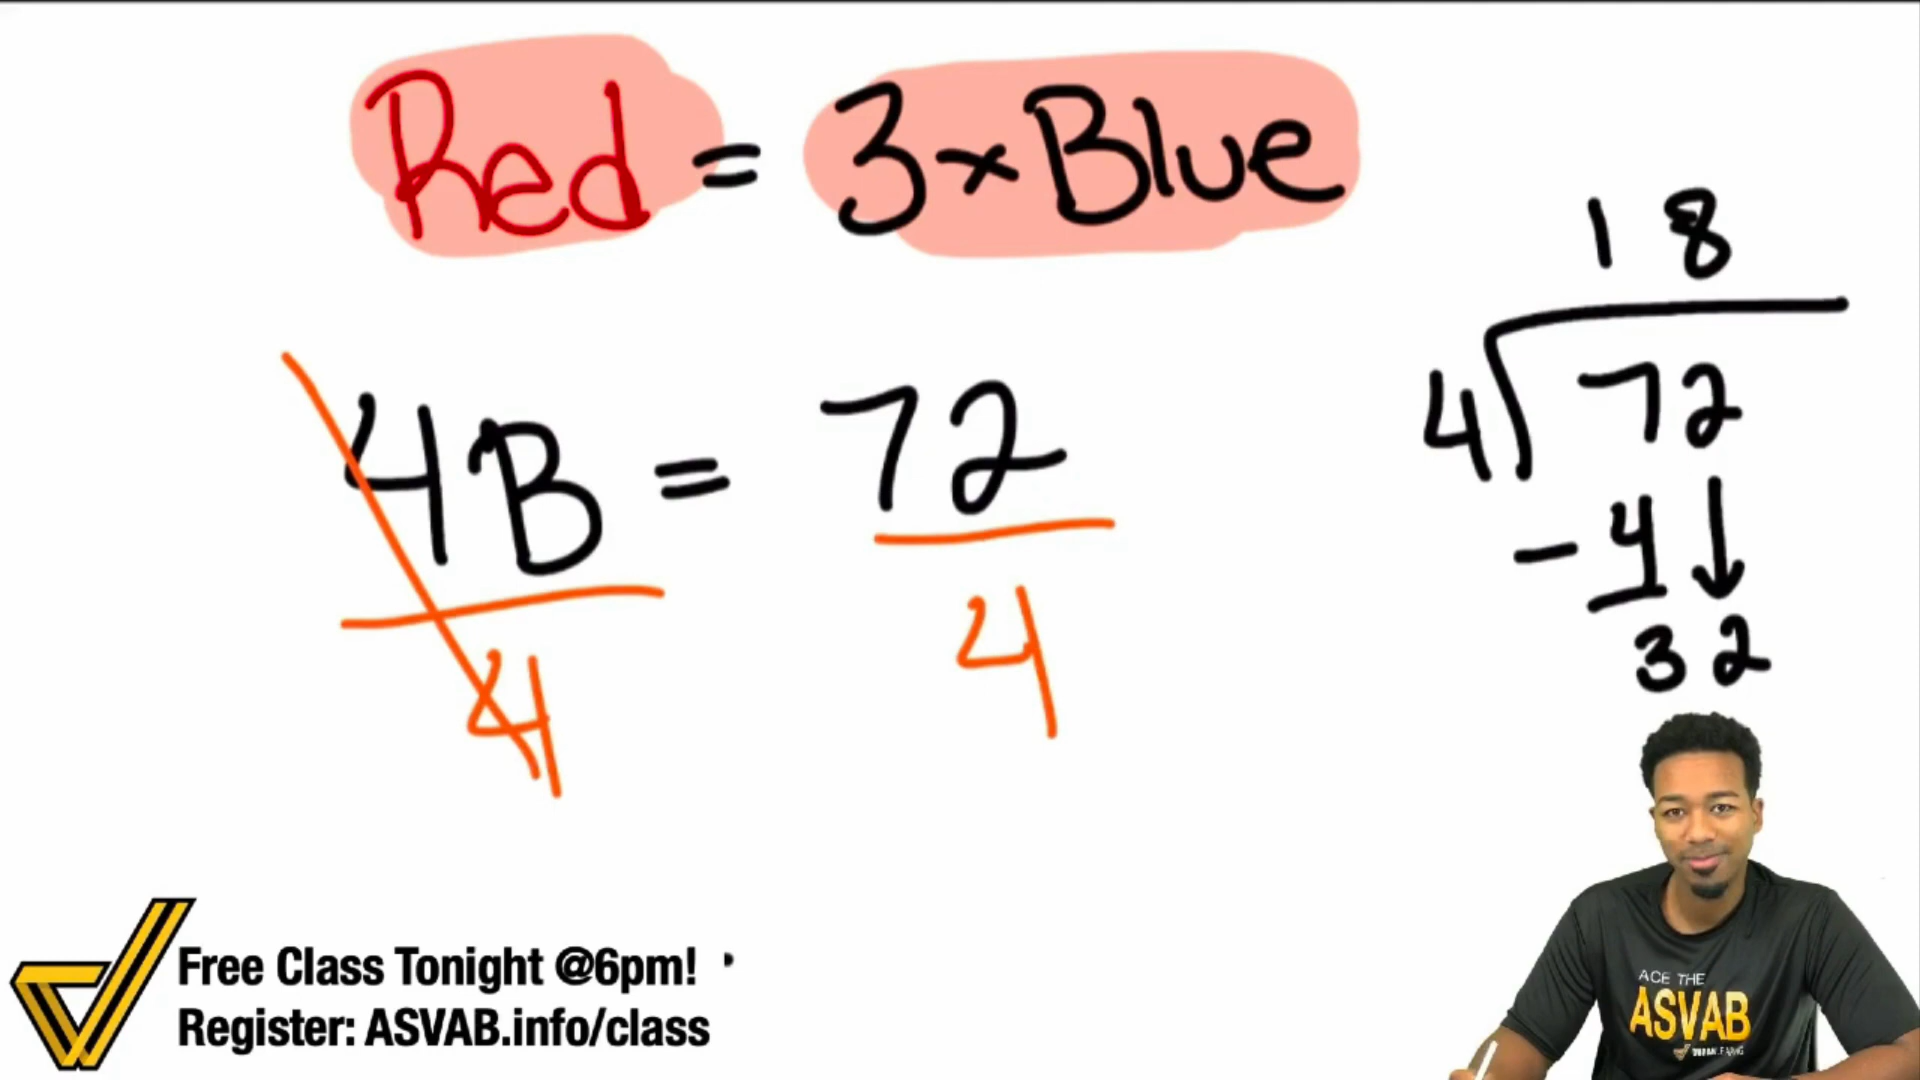 Red = 3 x Blue
4B = 72
4
4
18
4 72
- 4 ↓
32
Free Class Tonight @6pm!
Register: ASVAB.info/class
ACE THE
ASVAB